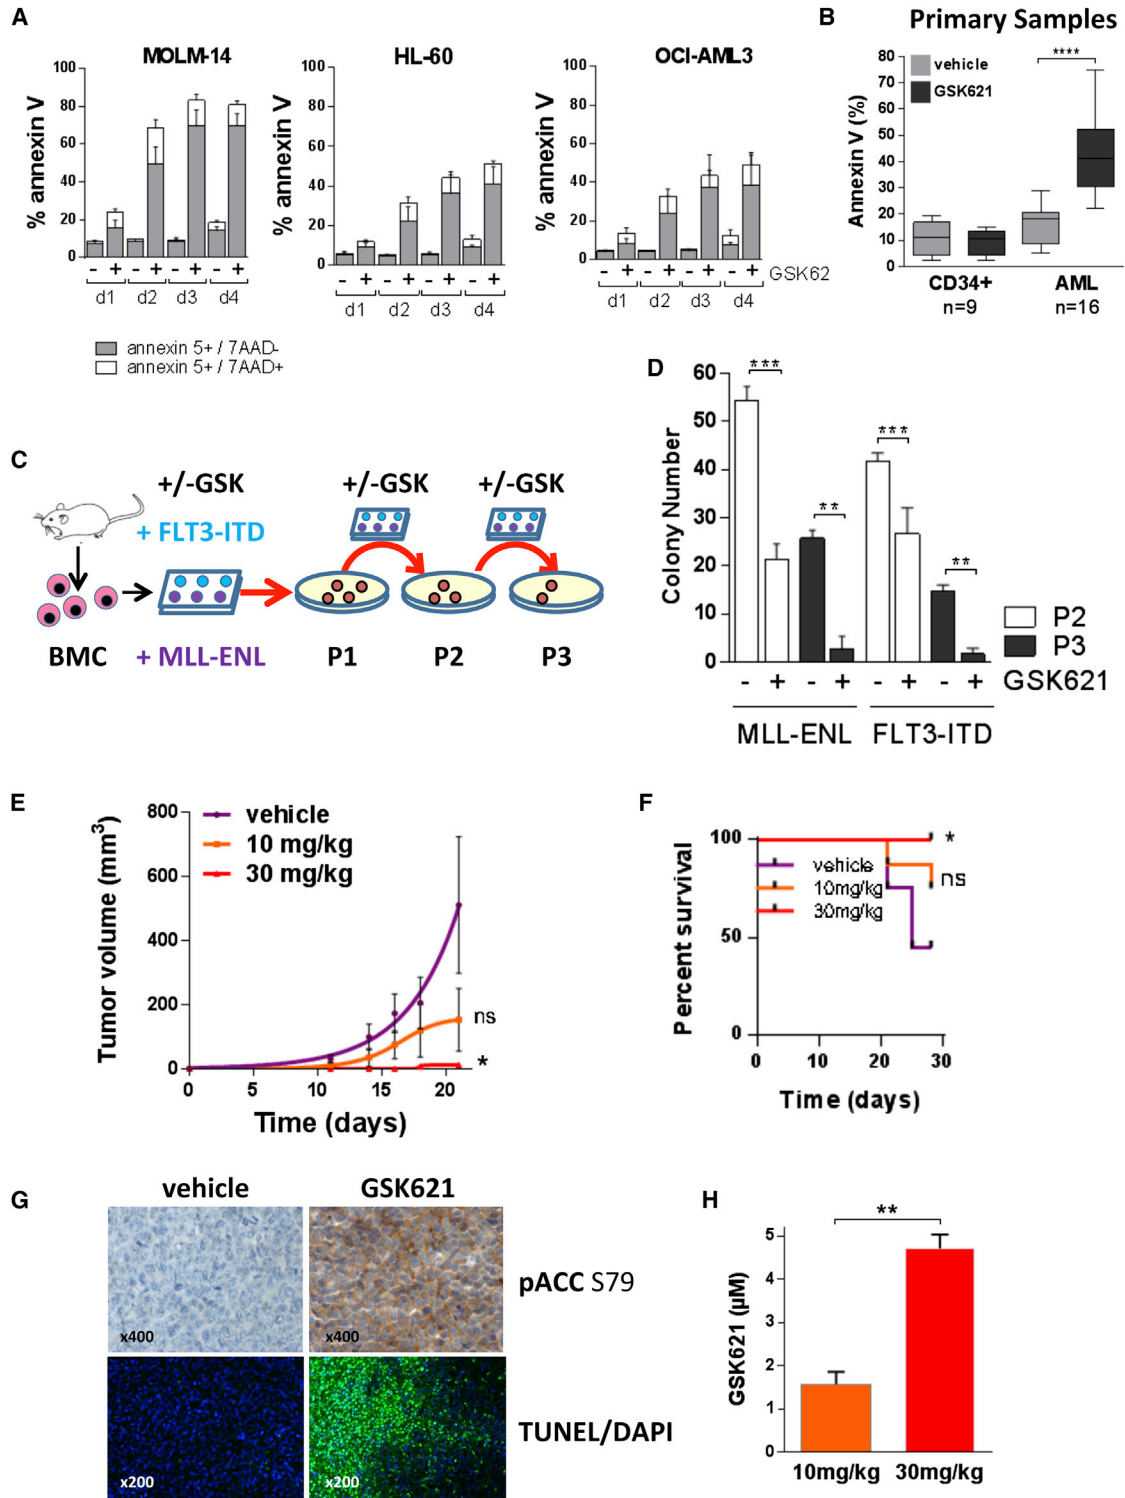 A
MOLM-14
HL-60
OCI-AML3
% annexin V
100
80
60
40
20
0
- + - + - + - +
d1 d2 d3 d4
% annexin V
100
80
60
40
20
0
- + - + - + - +
d1 d2 d3 d4
% annexin V
100
80
60
40
20
0
- + - + - + - +
GSK62
d1 d2 d3 d4
annexin 5+ / 7AAD-
annexin 5+ / 7AAD+
B
Primary Samples
Annexin V (%)
80
70
60
50
40
30
20
10
0
vehicle
GSK621
****
CD34+
n=9
AML
n=16
C
+/-GSK
+/-GSK
+/-GSK
+ FLT3-ITD
BMC
+ MLL-ENL
P1
P2
P3
D
Colony Number
60
50
40
30
20
10
0
***
**
***
**
P2
P3
- + - + - + - +
GSK621
MLL-ENL
FLT3-ITD
E
Tumor volume (mm3)
800
600
400
200
0
vehicle
10 mg/kg
30 mg/kg
ns
*
0 5 10 15 20
Time (days)
F
Percent survival
100
50
0
*
ns
vehicle
10mg/kg
30mg/kg
0 10 20 30
Time (days)
G
vehicle
GSK621
x400
x400
pACC S79
x200
x200
TUNEL/DAPI
H
**
GSK621 (µM)
5
4
3
2
1
0
10mg/kg 30mg/kg